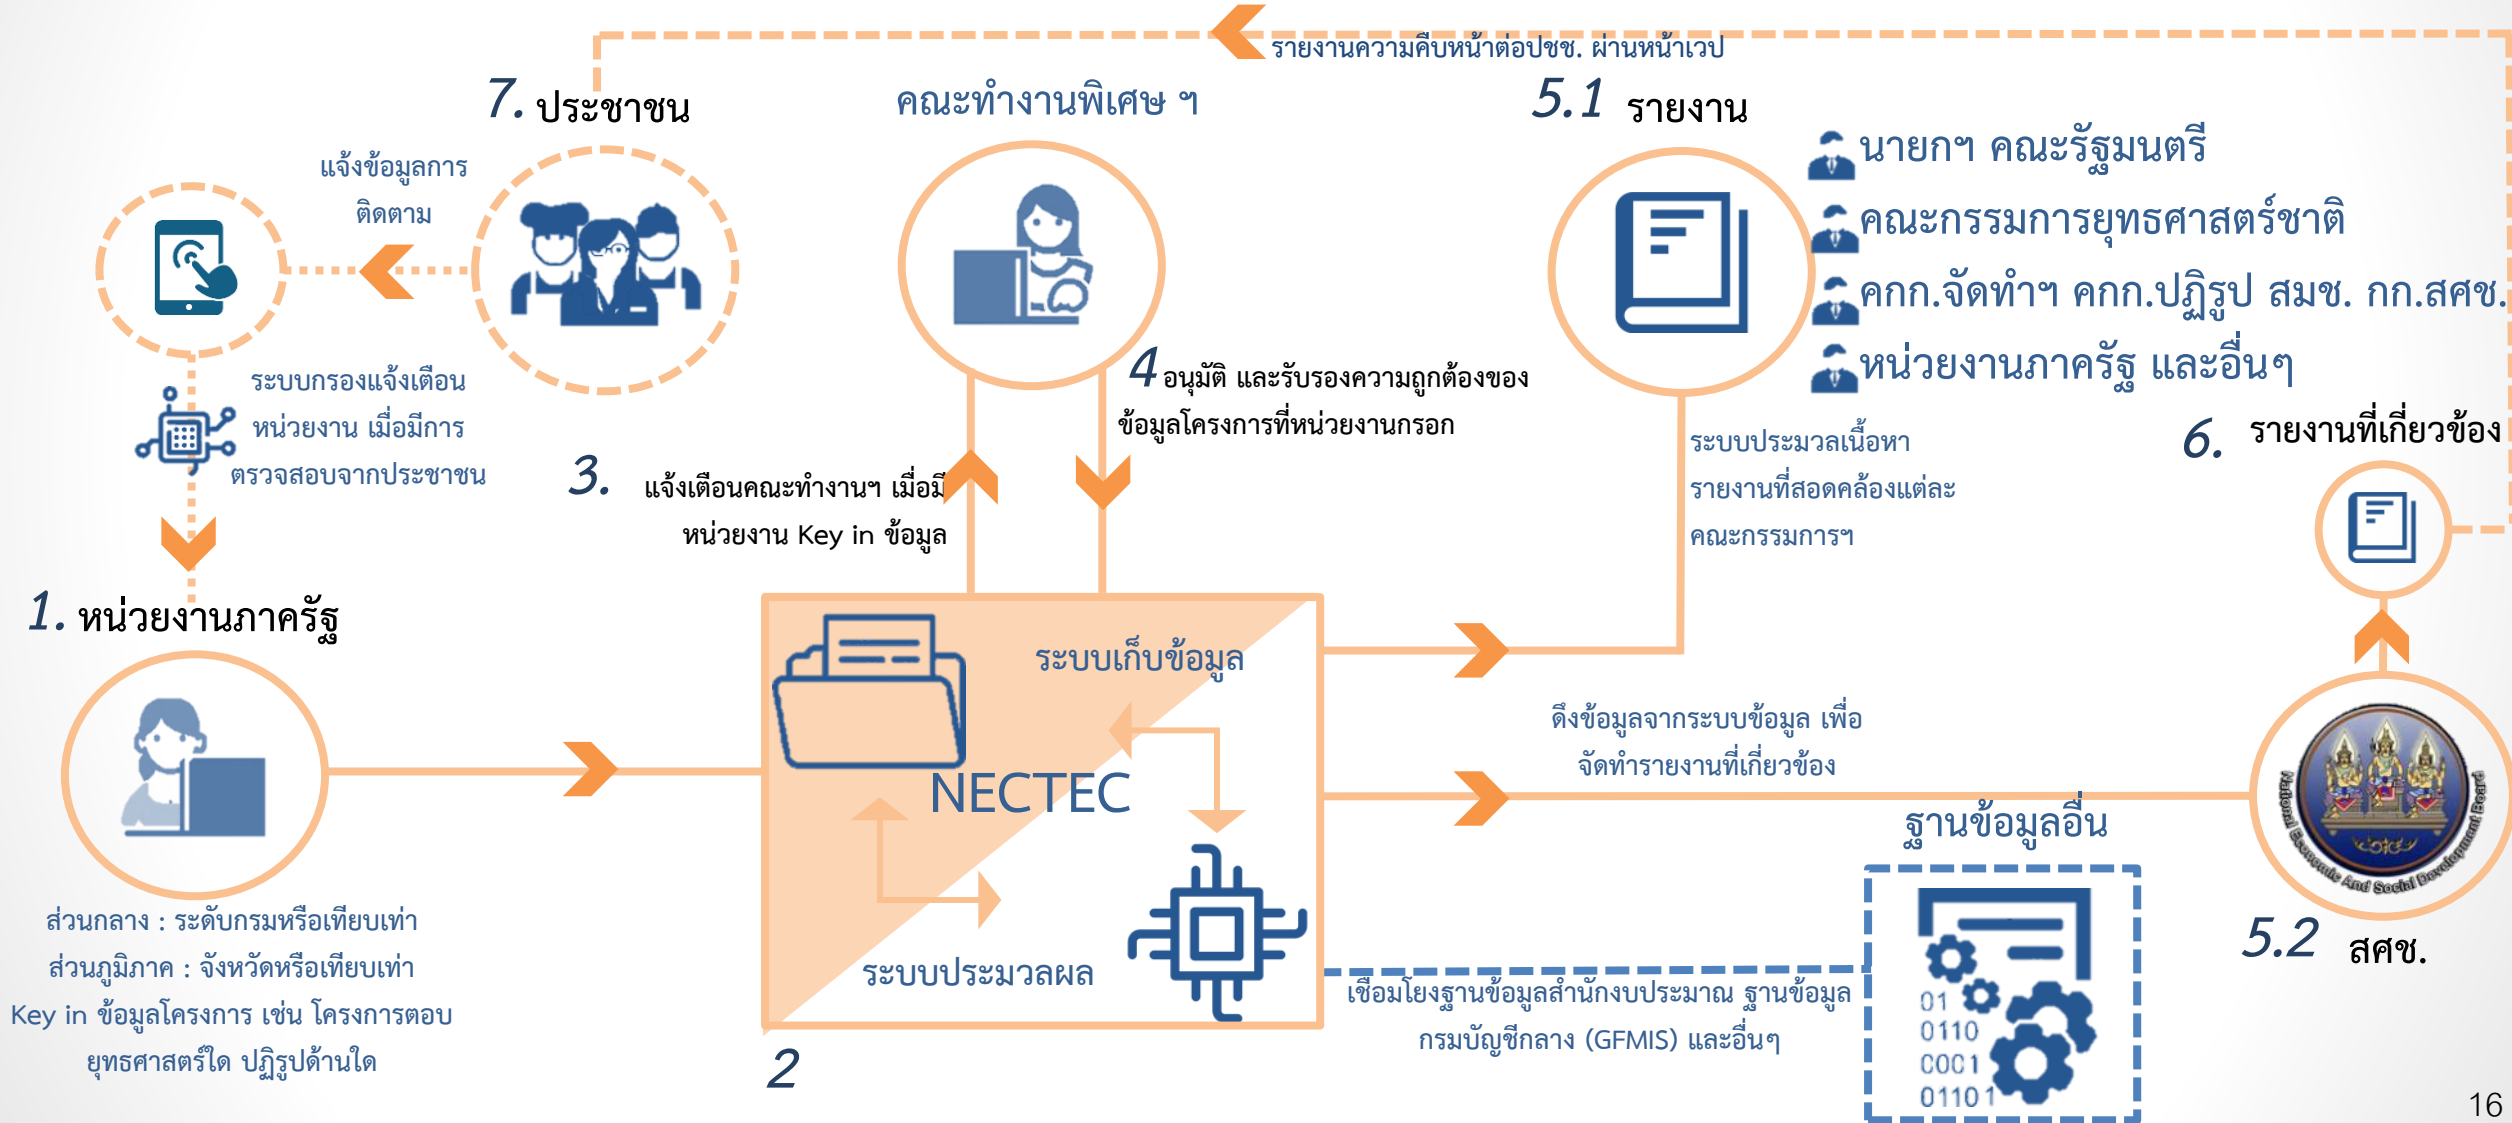 รายงานความคืบหน้าต่อปชช. ผ่านหน้าเวป
7. ประชาชน
แจ้งข้อมูลการ
ติดตาม
ระบบกรองแจ้งเตือน
หน่วยงาน เมื่อมีการ
ตรวจสอบจากประชาชน
คณะทำงานพิเศษ ฯ
3. แจ้งเตือนคณะทำงานฯ เมื่อมี
หน่วยงาน Key in ข้อมูล
4 อนุมัติ และรับรองความถูกต้องของ
ข้อมูลโครงการที่หน่วยงานกรอก
5.1 รายงาน
นายกฯ คณะรัฐมนตรี
คณะกรรมการยุทธศาสตร์ชาติ
คกก.จัดทำฯ คกก.ปฏิรูป สมช. กก.สศช.
หน่วยงานภาครัฐ และอื่นๆ
ระบบประมวลเนื้อหา
รายงานที่สอดคล้องแต่ละ
คณะกรรมการฯ
6. รายงานที่เกี่ยวข้อง
1. หน่วยงานภาครัฐ
ส่วนกลาง : ระดับกรมหรือเทียบเท่า
ส่วนภูมิภาค : จังหวัดหรือเทียบเท่า
Key in ข้อมูลโครงการ เช่น โครงการตอบ
ยุทธศาสตร์ใด ปฏิรูปด้านใด
ระบบเก็บข้อมูล
NECTEC
ระบบประมวลผล
2
ดึงข้อมูลจากระบบข้อมูล เพื่อ
จัดทำรายงานที่เกี่ยวข้อง
ฐานข้อมูลอื่น
01
0110
0001
01101
เชื่อมโยงฐานข้อมูลสำนักงบประมาณ ฐานข้อมูล
กรมบัญชีกลาง (GFMIS) และอื่นๆ
National Economic And Social Development Board
5.2 สศช.
16